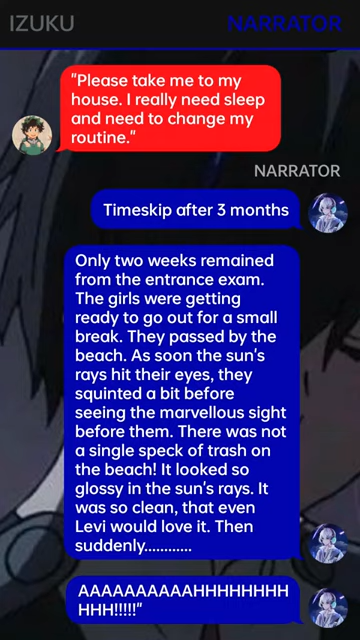 IZUKU
NARRATOR
"Please take me to my
house. I really need sleep
and need to change my
routine."
NARRATOR
Timeskip after 3 months
Only two weeks remained
from the entrance exam.
The girls were getting
ready to go out for a small
break. They passed by the
beach. As soon the sun's
rays hit their eyes, they
squinted a bit before
seeing the marvellous sight
before them. There was not
a single speck of trash on
the beach! It looked so
glossy in the sun's rays. It
was so clean, that even
Levi would love it. Then
suddenly............
AAAAAAAAAAHHHHHHHH
HHH!!!!!"